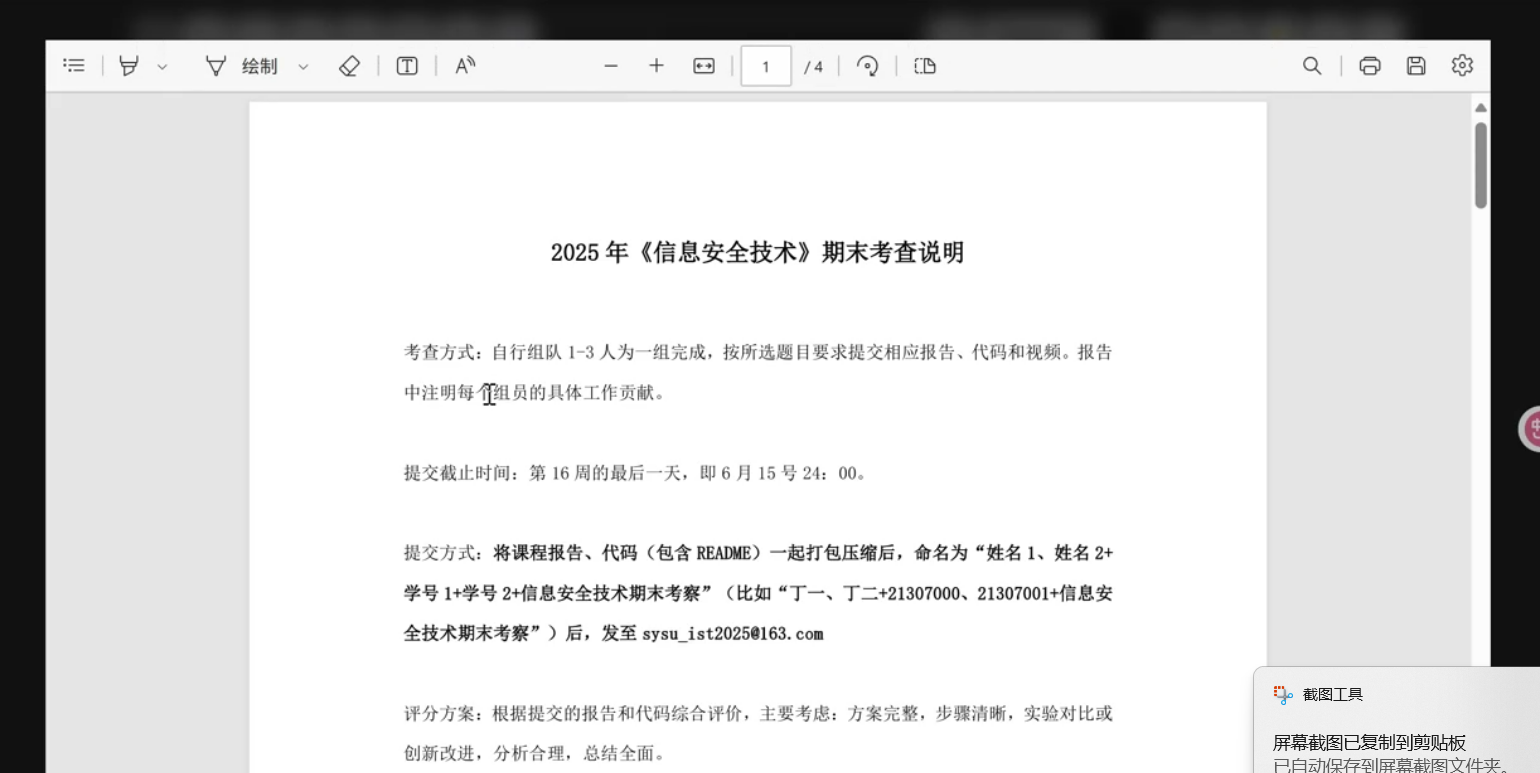 绘制
1
/ 4
2025 年《信息安全技术》期末考查说明
考查方式：自行组队 1-3 人为一组完成，按所选题目要求提交相应报告、代码和视频。报告
中注明每个组员的具体工作贡献。
提交截止时间：第 16 周的最后一天，即 6 月 15 号 24：00。
提交方式：将课程报告、代码（包含 README）一起打包压缩后，命名为“姓名 1、姓名 2+
学号 1+学号 2+信息安全技术期末考察”（比如“丁一、丁二+21307000、21307001+信息安
全技术期末考察”）后，发至 sysu_ist2025@163.com
评分方案：根据提交的报告和代码综合评价，主要考虑：方案完整，步骤清晰，实验对比或
创新改进，分析合理，总结全面。
截图工具
屏幕截图已复制到剪贴板
已自动保存到屏幕截图文件夹。